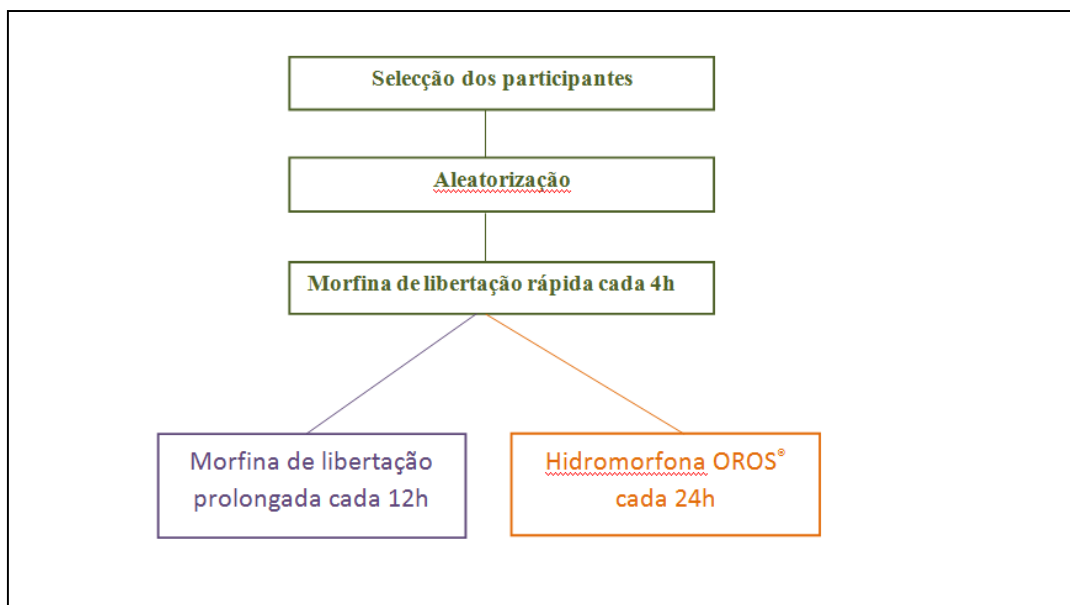 Selecção dos participantes
Aleatorização
Morfina de libertação rápida cada 4h
Morfina de libertação
prolongada cada 12h
Hidromorfona OROS®
cada 24h